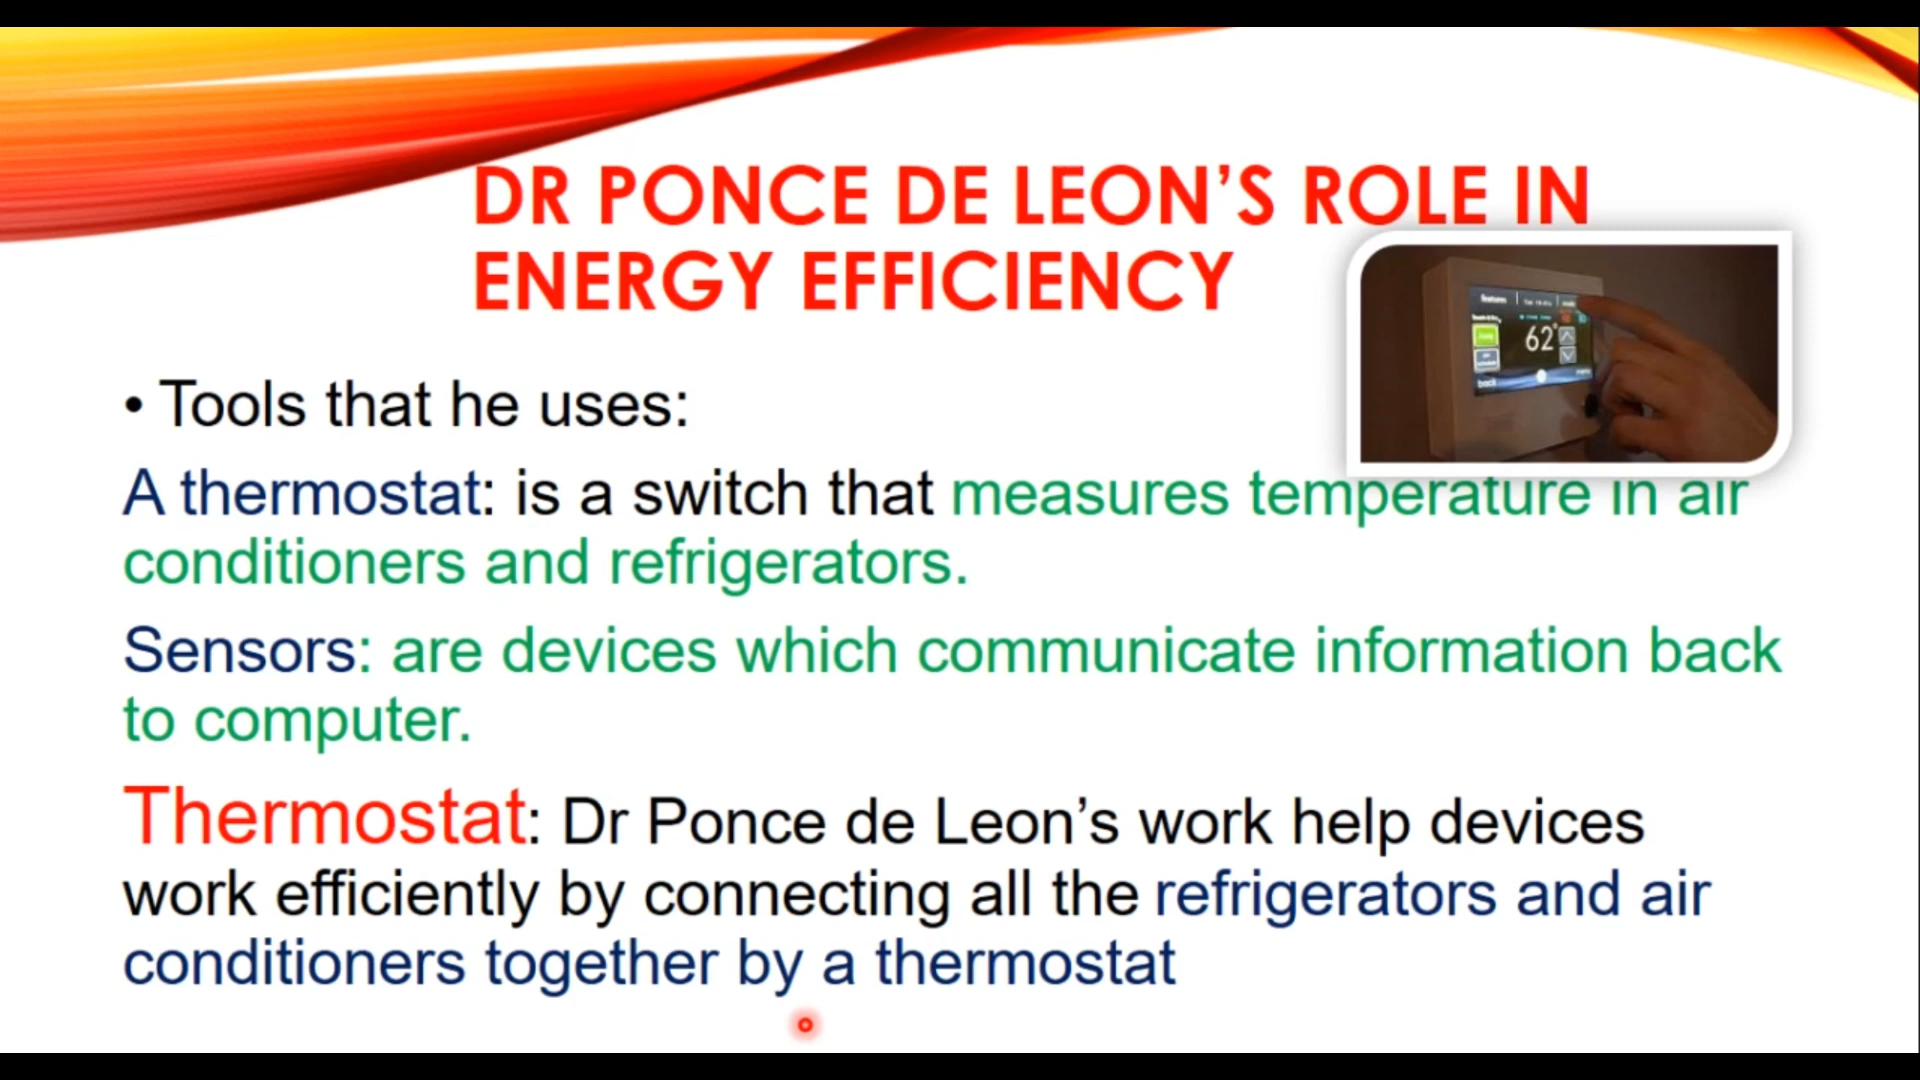 DR PONCE DE LEON’S ROLE IN
ENERGY EFFICIENCY
features
62°
back
• Tools that he uses:
A thermostat: is a switch that measures temperature in air
conditioners and refrigerators.
Sensors: are devices which communicate information back
to computer.
Thermostat: Dr Ponce de Leon’s work help devices
work efficiently by connecting all the refrigerators and air
conditioners together by a thermostat